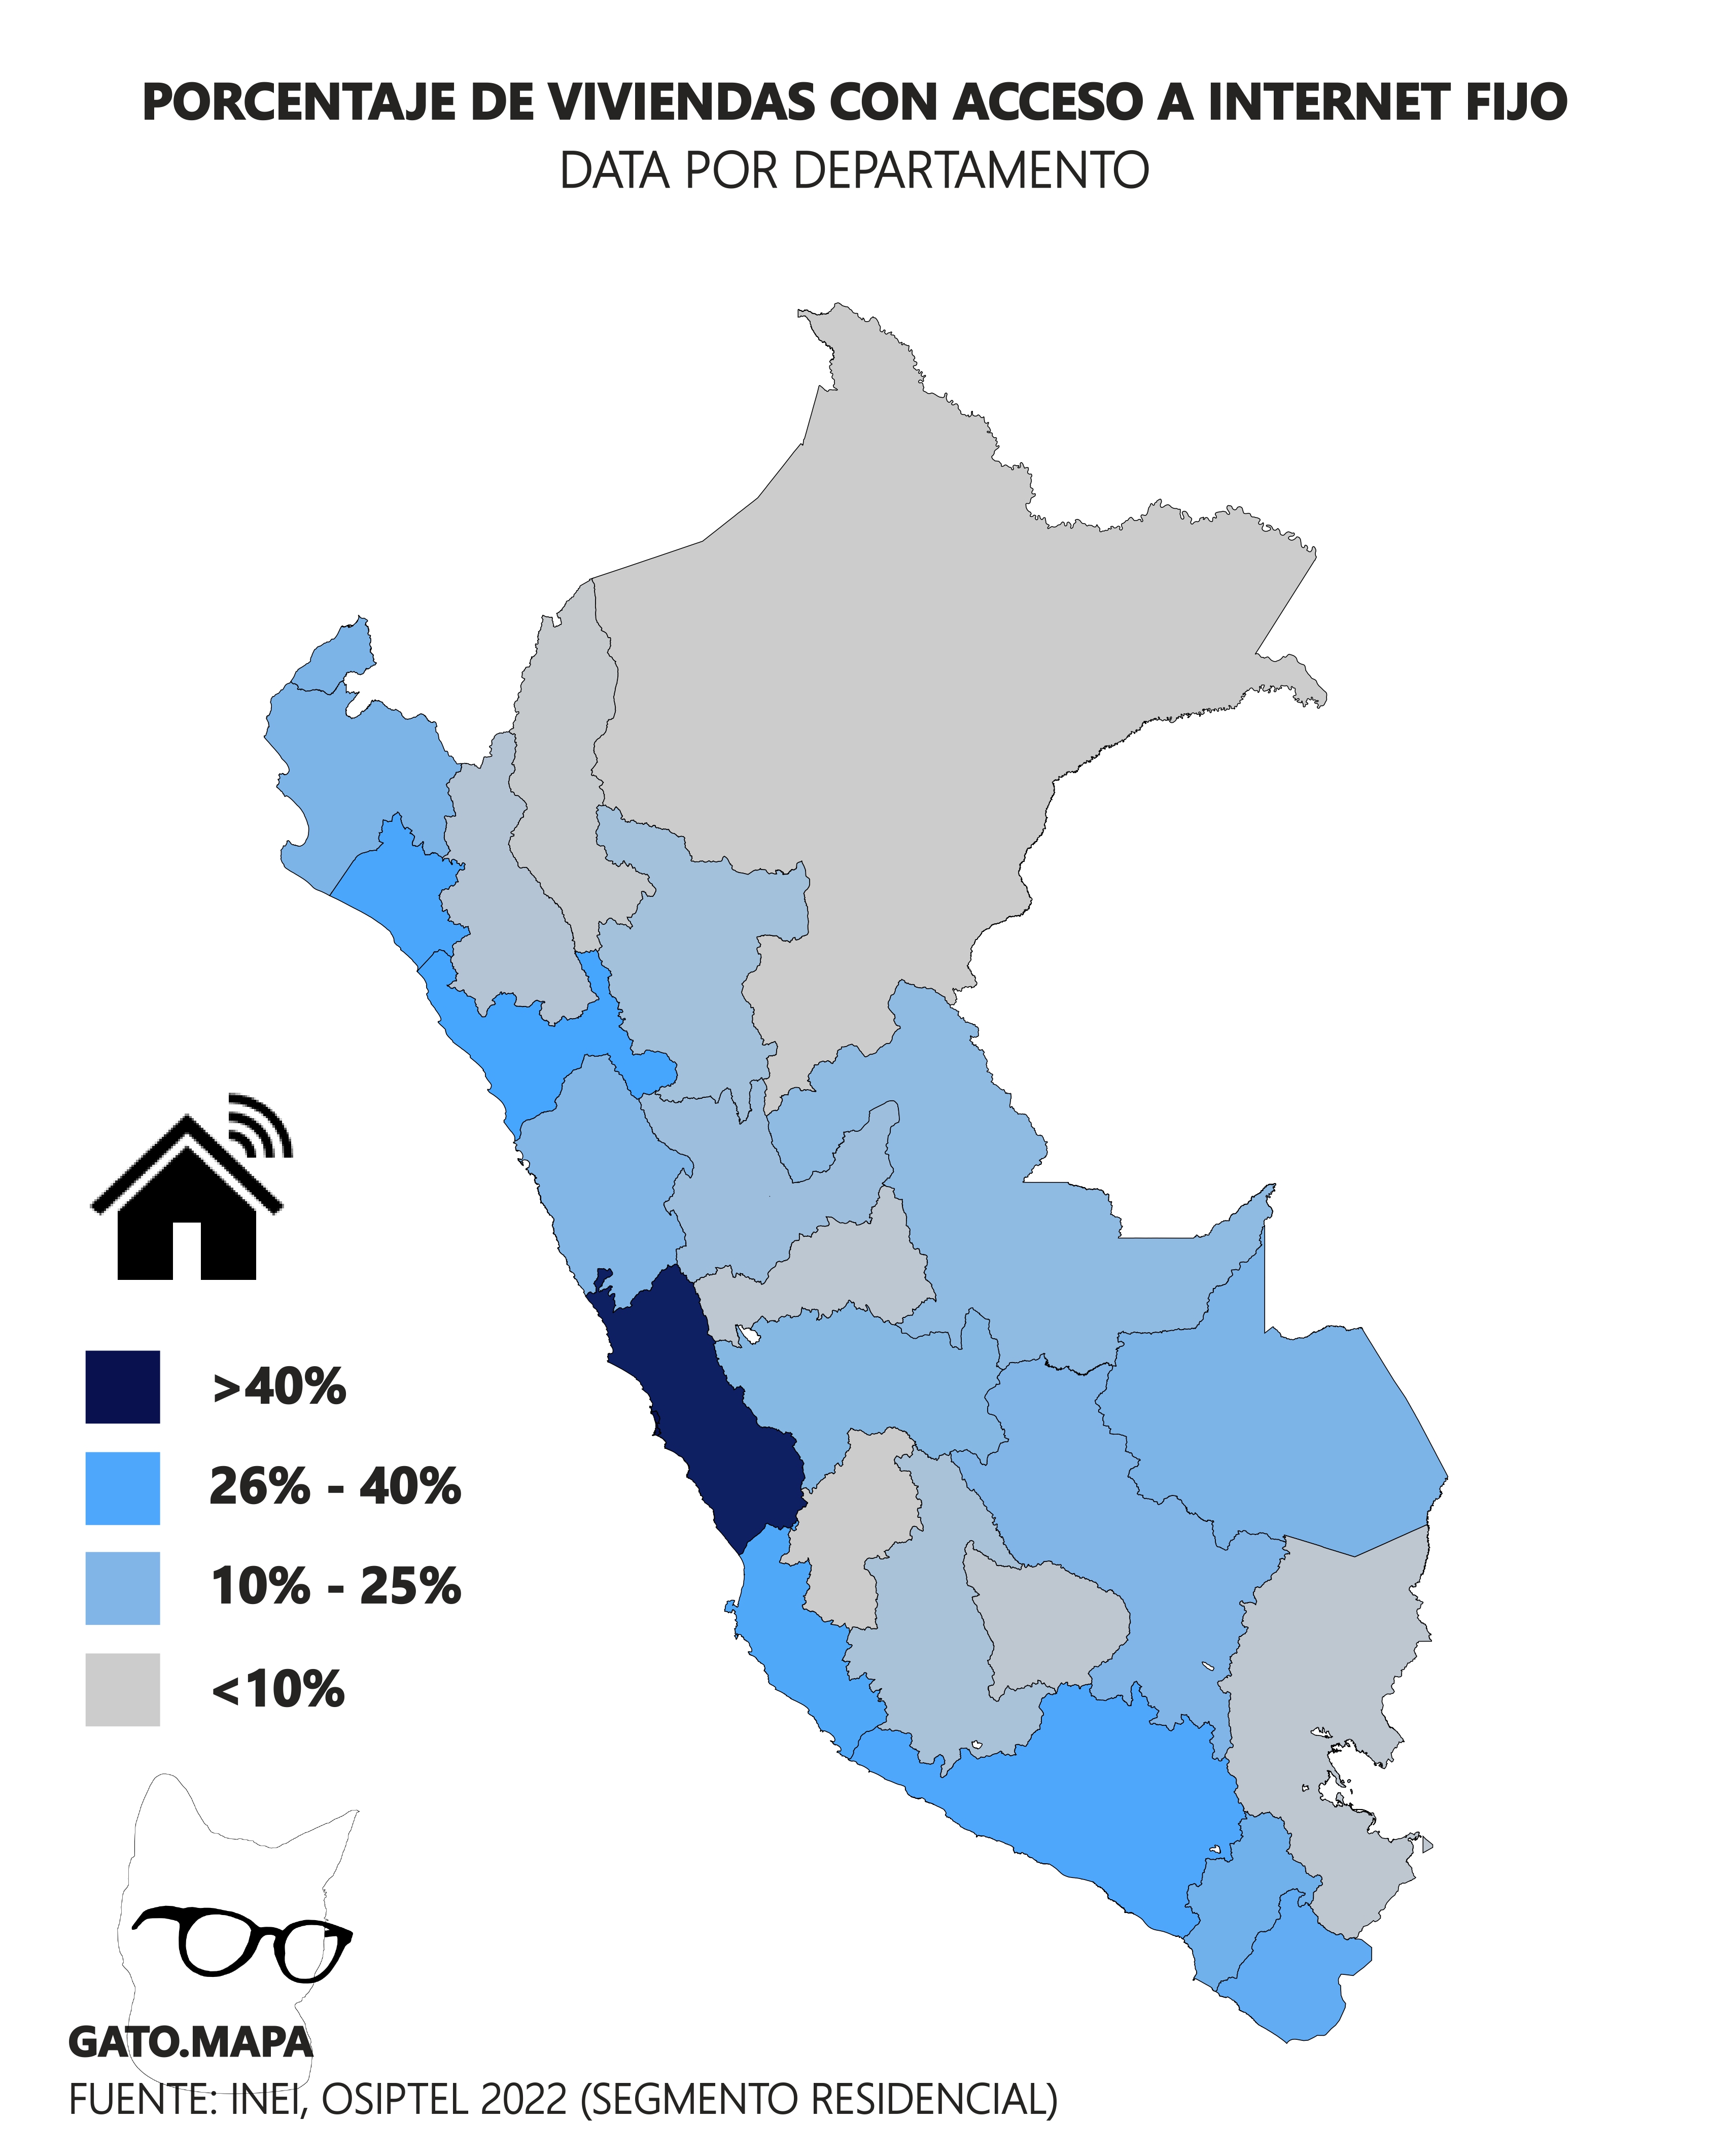 PORCENTAJE DE VIVIENDAS CON ACCESO A INTERNET FIJO
DATA POR DEPARTAMENTO
>40%
26% - 40%
10% - 25%
<10%
GATO.MAPA
FUENTE: INEI, OSIPTEL 2022 (SEGMENTO RESIDENCIAL)